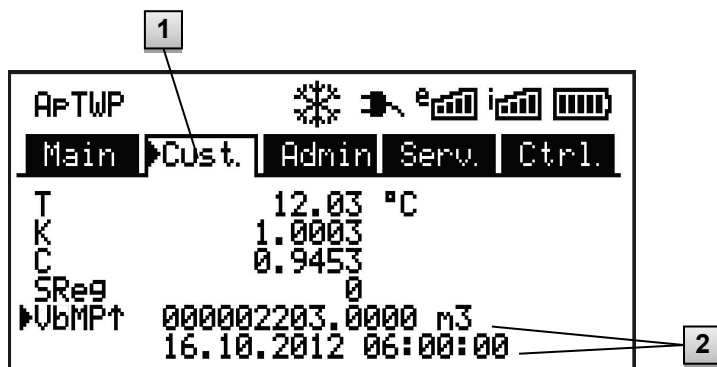 1
ApTWP e i
Main Cust. Admin Serv. Ctrl.
T 12.03 °C
K 1.0003
C 0.9453
SReg 0
VbMP↑ 000002203.0000 m3
16.10.2012 06:00:00
2